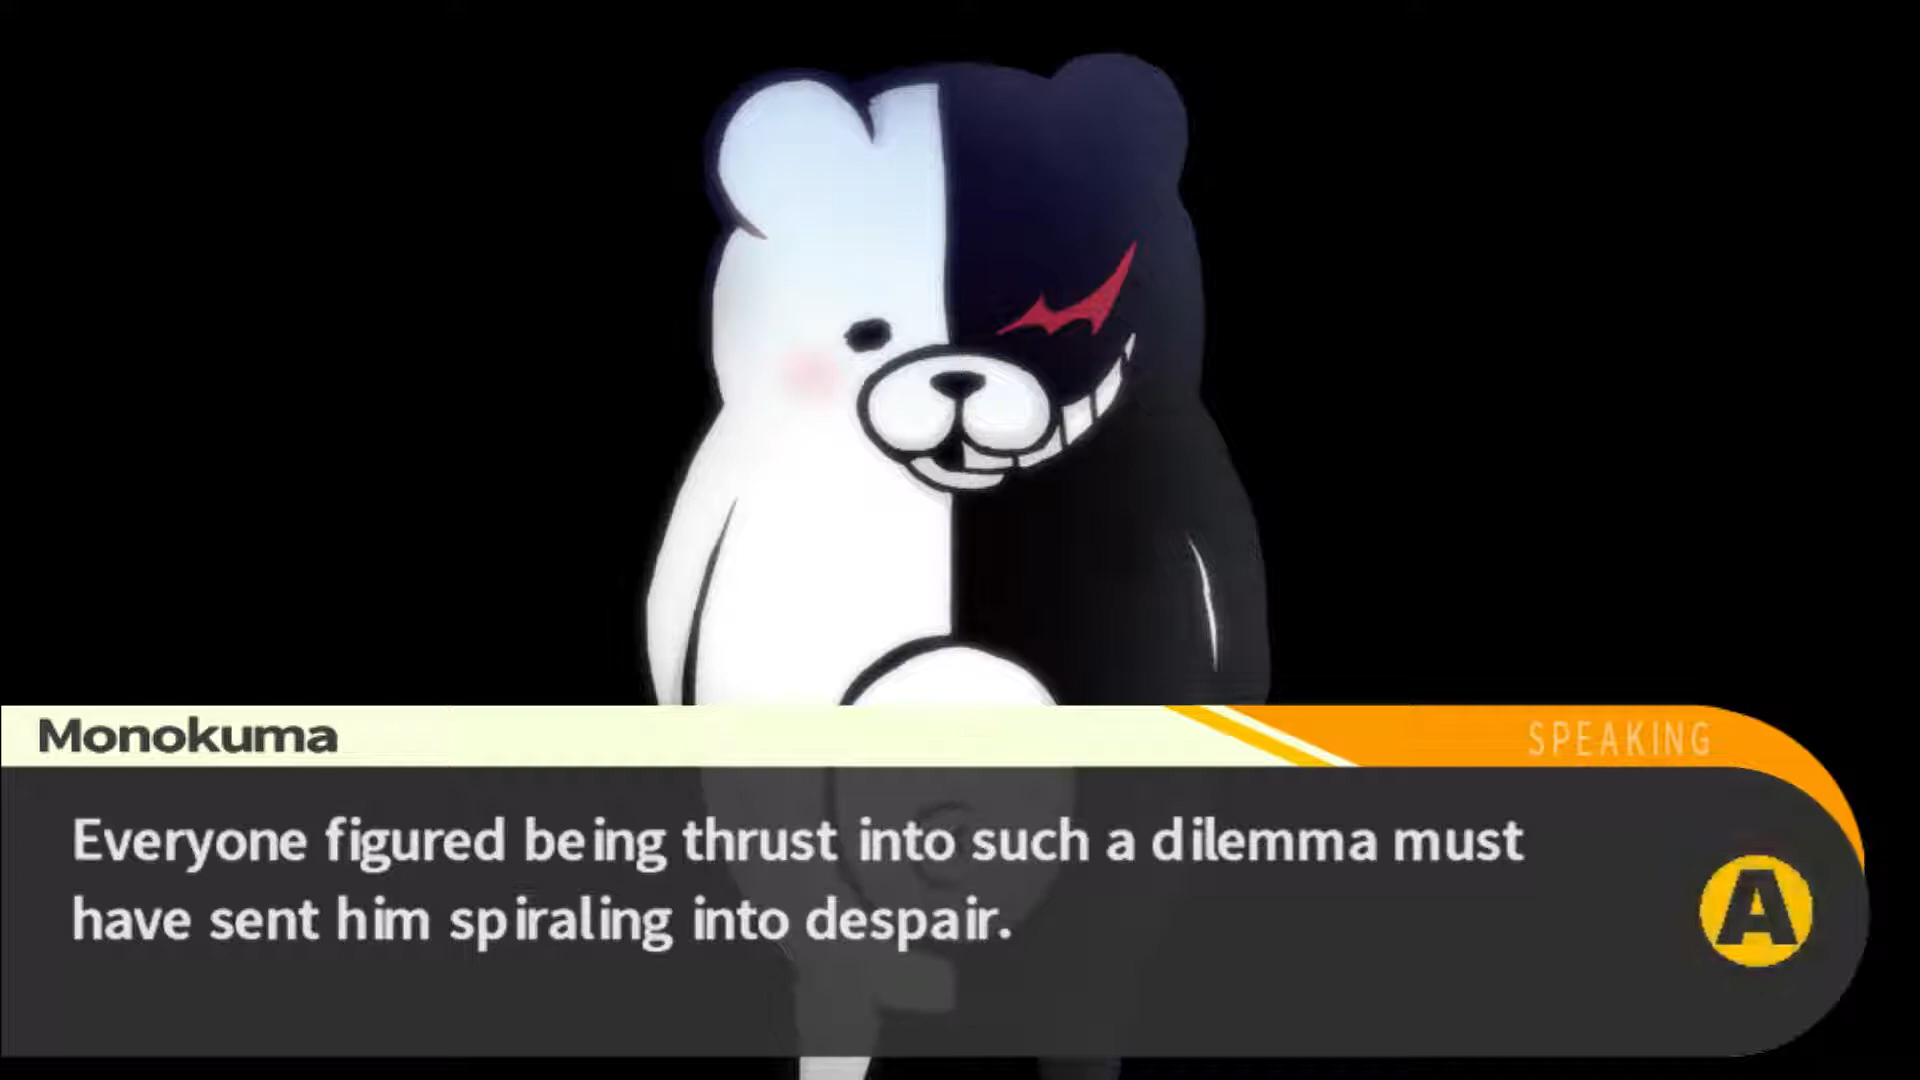 Monokuma
SPEAKING
Everyone figured being thrust into such a dilemma must
have sent him spiraling into despair.
A